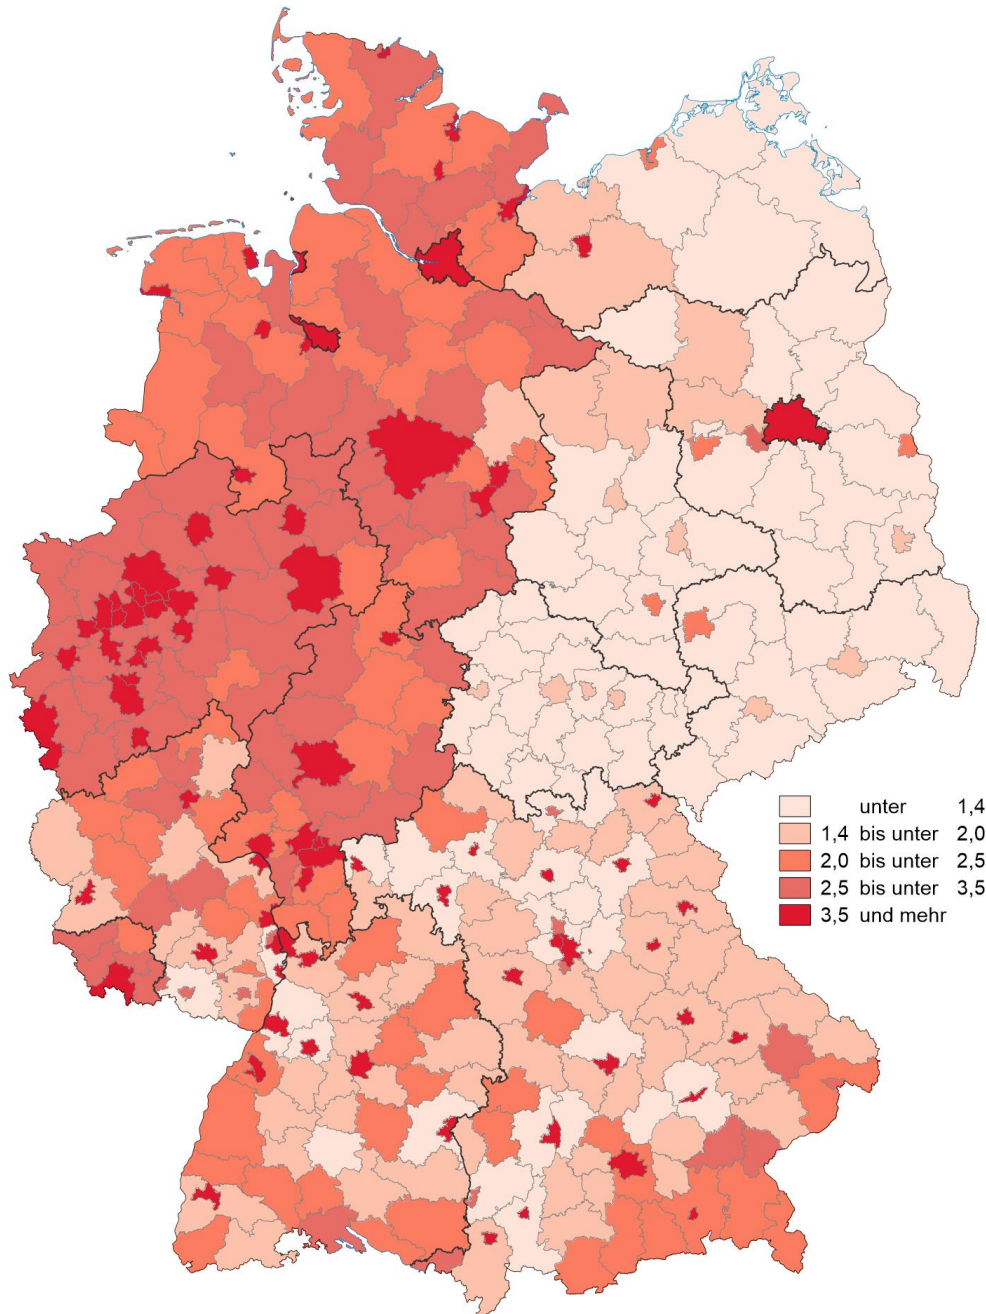 unter 1,4
1,4 bis unter 2,0
2,0 bis unter 2,5
2,5 bis unter 3,5
3,5 und mehr